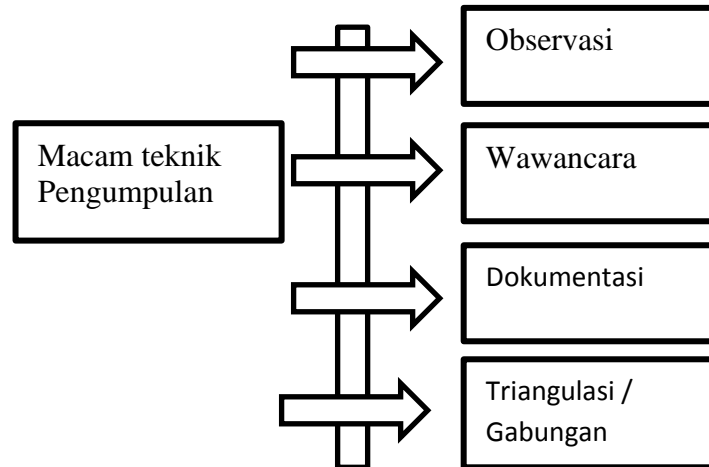 Macam teknik
Pengumpulan
Observasi
Wawancara
Dokumentasi
Triangulasi /
Gabungan